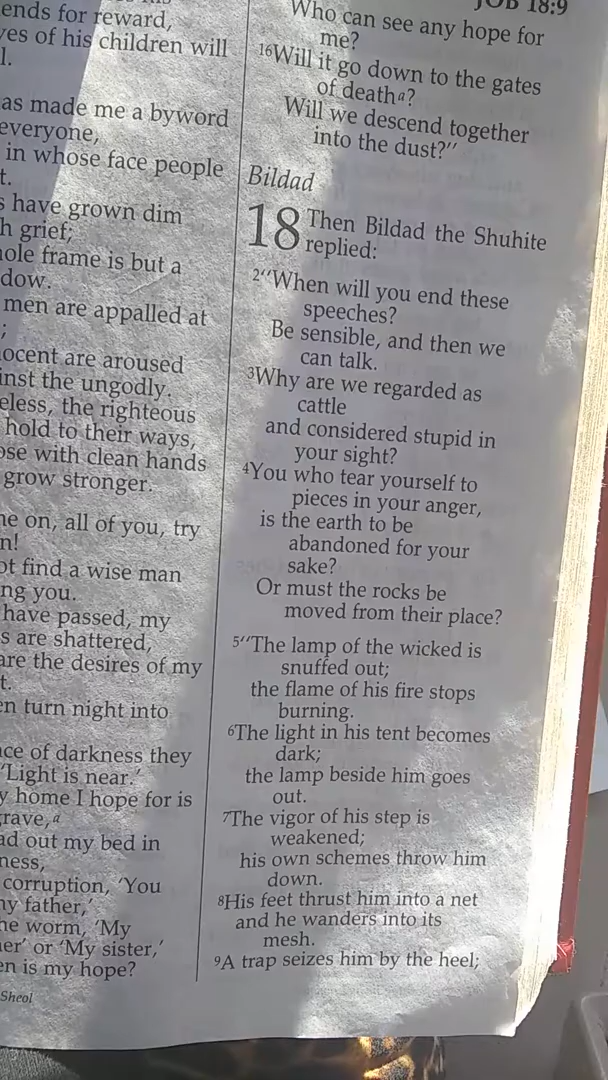 ends for reward,
es of his children will
l.
as made me a byword
everyone,
in whose face people
t.
s have grown dim
h grief;
ole frame is but a
dow.
men are appalled at
;
ocent are aroused
inst the ungodly.
eless, the righteous
hold to their ways,
ose with clean hands
grow stronger.
e on, all of you, try
n!
ot find a wise man
ng you.
have passed, my
s are shattered,
are the desires of my
t.
en turn night into
ace of darkness they
'Light is near.'
y home I hope for is
rave,a
ad out my bed in
ness,
corruption, 'You
y father,'
he worm, 'My
er' or 'My sister,'
en is my hope?
Sheol
JOB 18:9
Who can see any hope for
me?
16Will it go down to the gates
of deatha?
Will we descend together
into the dust?"
Bildad
18 Then Bildad the Shuhite
replied:
2"When will you end these
speeches?
Be sensible, and then we
can talk.
3Why are we regarded as
cattle
and considered stupid in
your sight?
4You who tear yourself to
pieces in your anger,
is the earth to be
abandoned for your
sake?
Or must the rocks be
moved from their place?
5"The lamp of the wicked is
snuffed out;
the flame of his fire stops
burning.
6The light in his tent becomes
dark;
the lamp beside him goes
out.
7The vigor of his step is
weakened;
his own schemes throw him
down.
8His feet thrust him into a net
and he wanders into its
mesh.
9A trap seizes him by the heel;